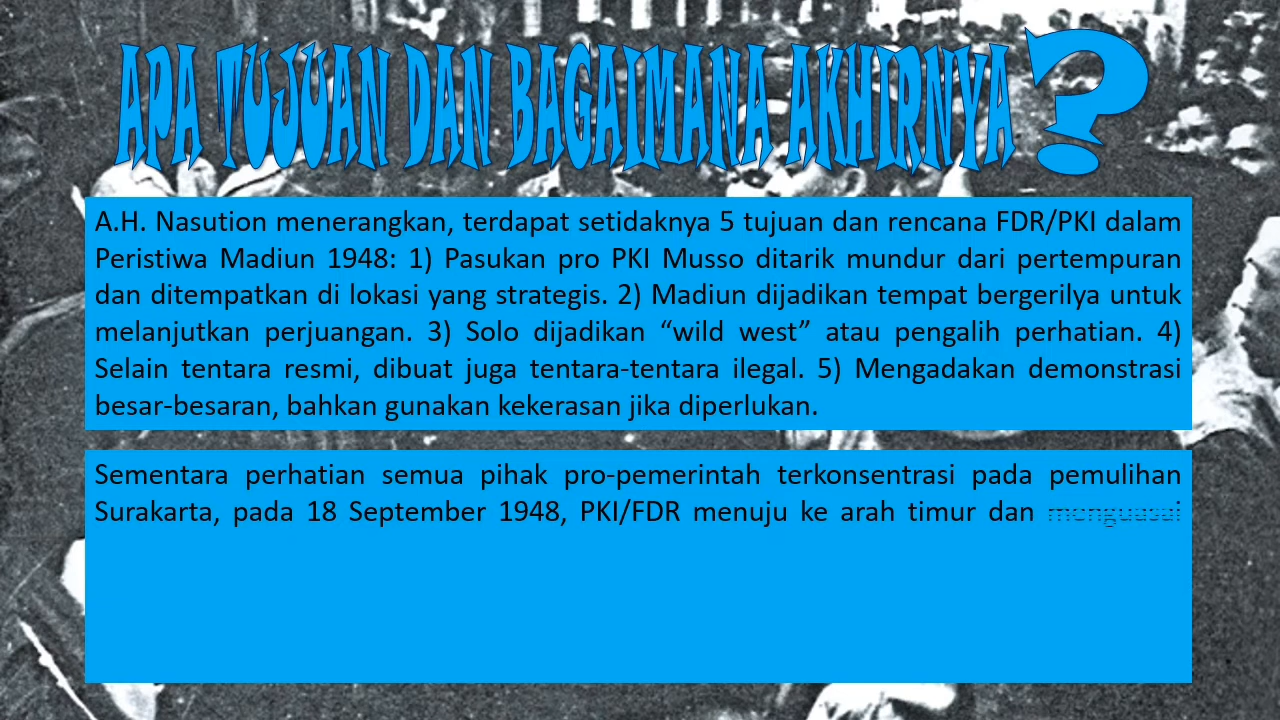 APA TUJUAN DAN BAGAIMANA AKHIRNYA?
A.H. Nasution menerangkan, terdapat setidaknya 5 tujuan dan rencana FDR/PKI dalam
Peristiwa Madiun 1948: 1) Pasukan pro PKI Musso ditarik mundur dari pertempuran
dan ditempatkan di lokasi yang strategis. 2) Madiun dijadikan tempat bergerilya untuk
melanjutkan perjuangan. 3) Solo dijadikan “wild west” atau pengalih perhatian. 4)
Selain tentara resmi, dibuat juga tentara-tentara ilegal. 5) Mengadakan demonstrasi
besar-besaran, bahkan gunakan kekerasan jika diperlukan.
Sementara perhatian semua pihak pro-pemerintah terkonsentrasi pada pemulihan
Surakarta, pada 18 September 1948, PKI/FDR menuju ke arah timur dan